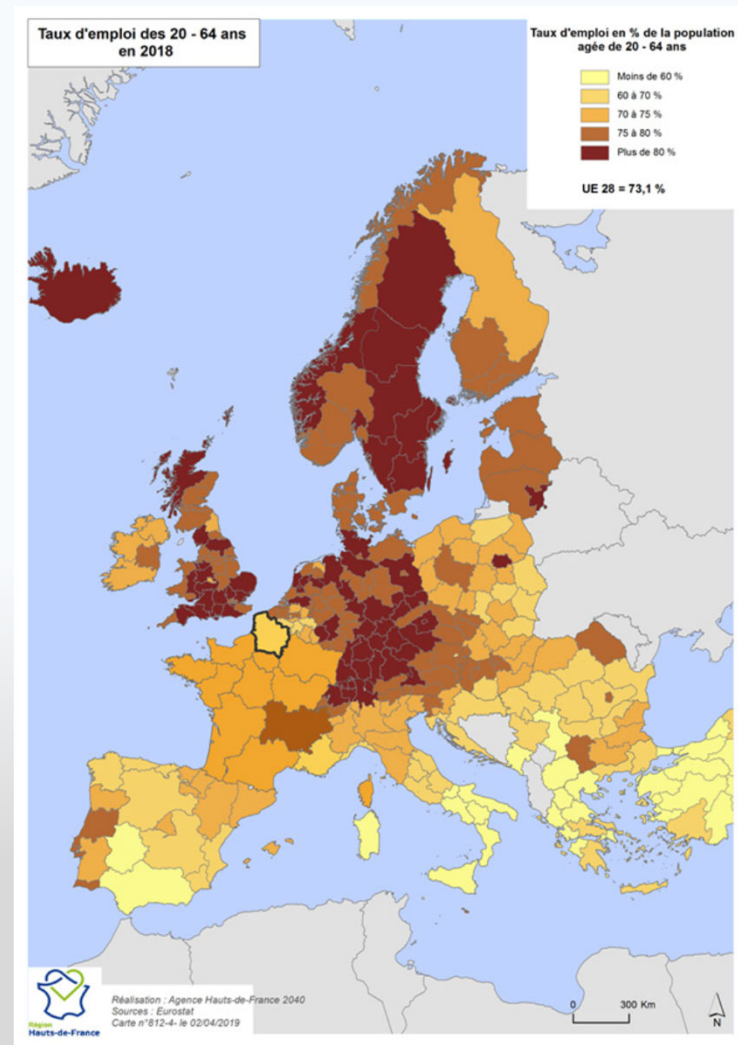 Taux d'emploi des 20 - 64 ans
en 2018
Taux d'emploi en % de la population
agée de 20 - 64 ans
Moins de 60 %
60 à 70 %
70 à 75 %
75 à 80 %
Plus de 80 %
UE 28 = 73,1 %
Région
Hauts-de-France
Réalisation : Agence Hauts-de-France 2040
Sources : Eurostat
Carte n°812-4- le 02/04/2019
0 300 Km
N